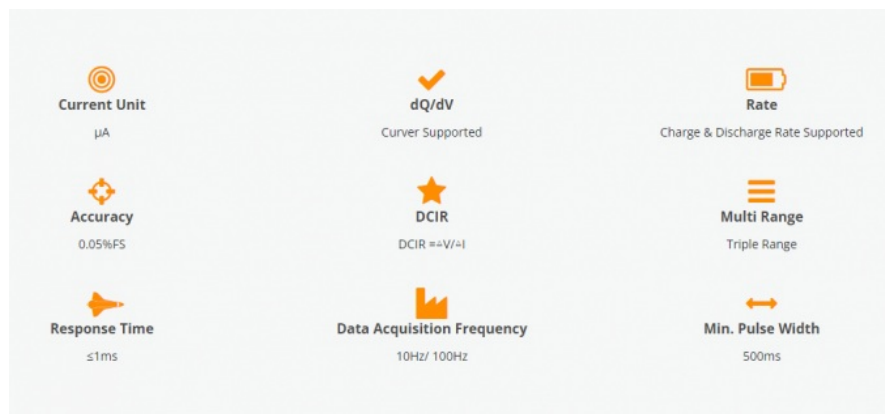 Current Unit
dQ/dV
Rate
µA
Curver Supported
Charge & Discharge Rate Supported
Accuracy
DCIR
Multi Range
0.05%FS
DCIR =▵V/▵I
Triple Range
Response Time
Data Acquisition Frequency
Min. Pulse Width
≤1ms
10Hz/ 100Hz
500ms